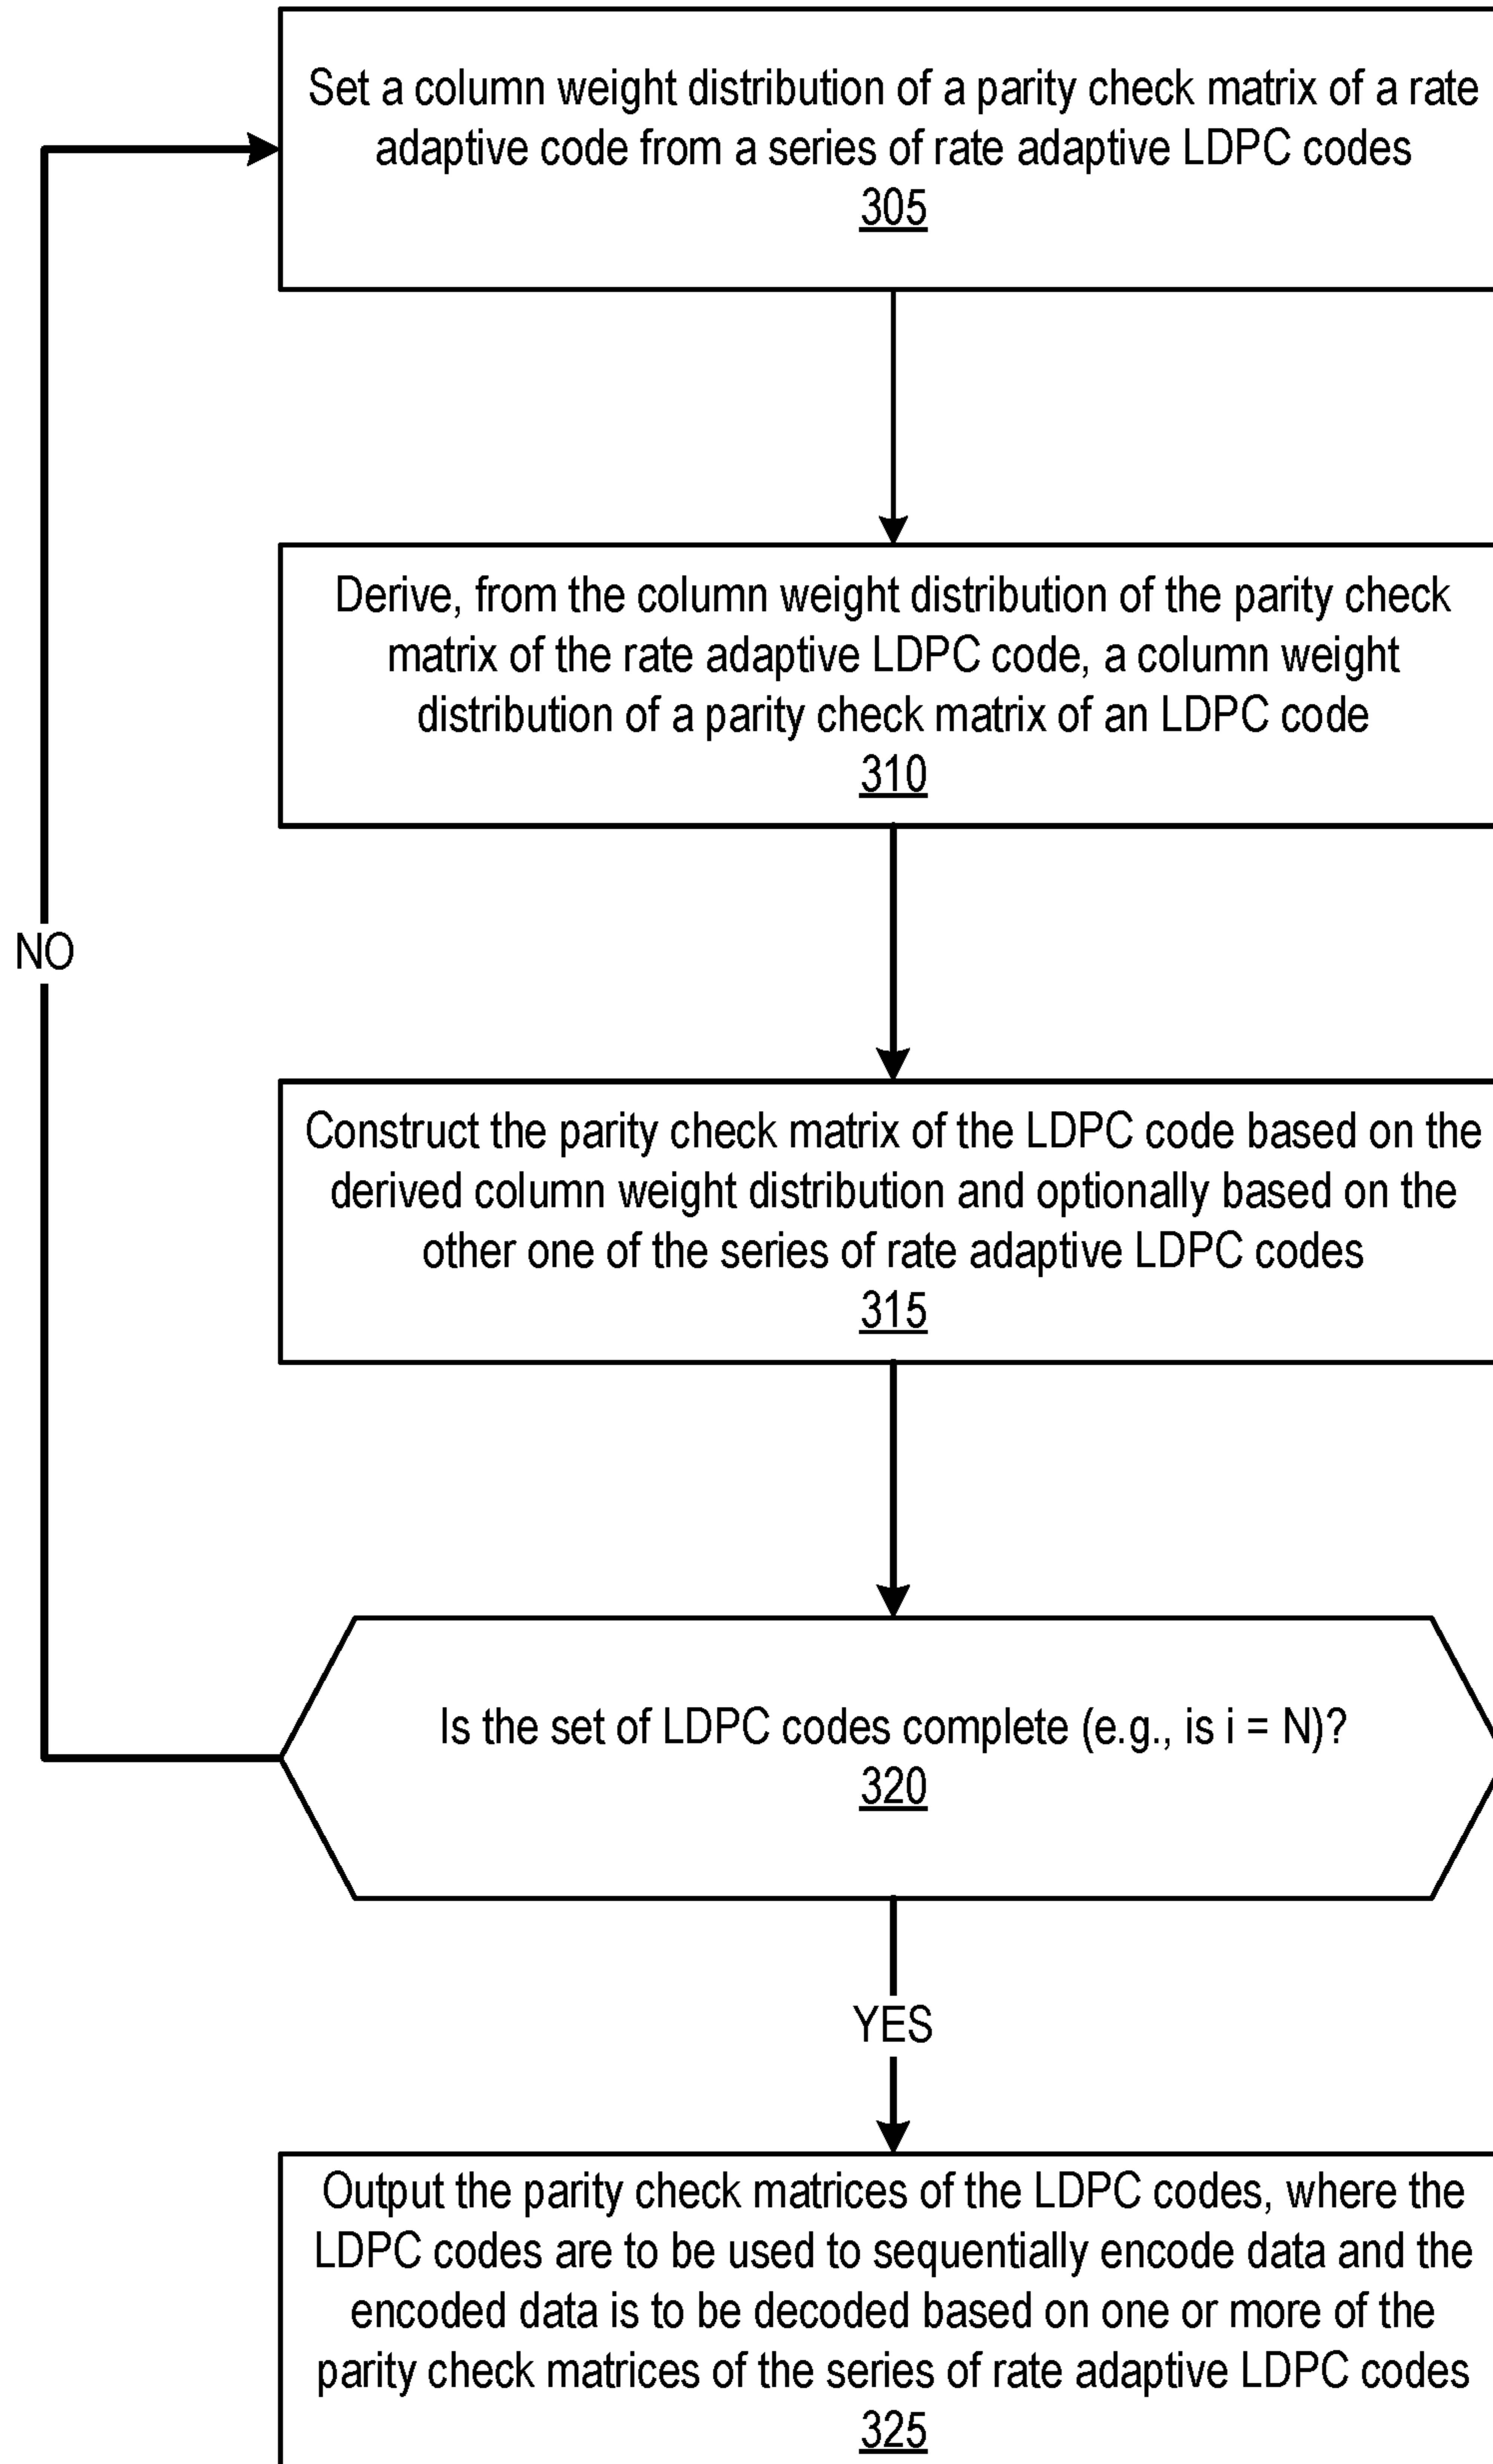 Set a column weight distribution of a parity check matrix of a rate
adaptive code from a series of rate adaptive LDPC codes
305
Derive, from the column weight distribution of the parity check
matrix of the rate adaptive LDPC code, a column weight
distribution of a parity check matrix of an LDPC code
310
NO
Construct the parity check matrix of the LDPC code based on the
derived column weight distribution and optionally based on the
other one of the series of rate adaptive LDPC codes
315
Is the set of LDPC codes complete (e.g., is i = N)?
320
YES
Output the parity check matrices of the LDPC codes, where the
LDPC codes are to be used to sequentially encode data and the
encoded data is to be decoded based on one or more of the
parity check matrices of the series of rate adaptive LDPC codes
325